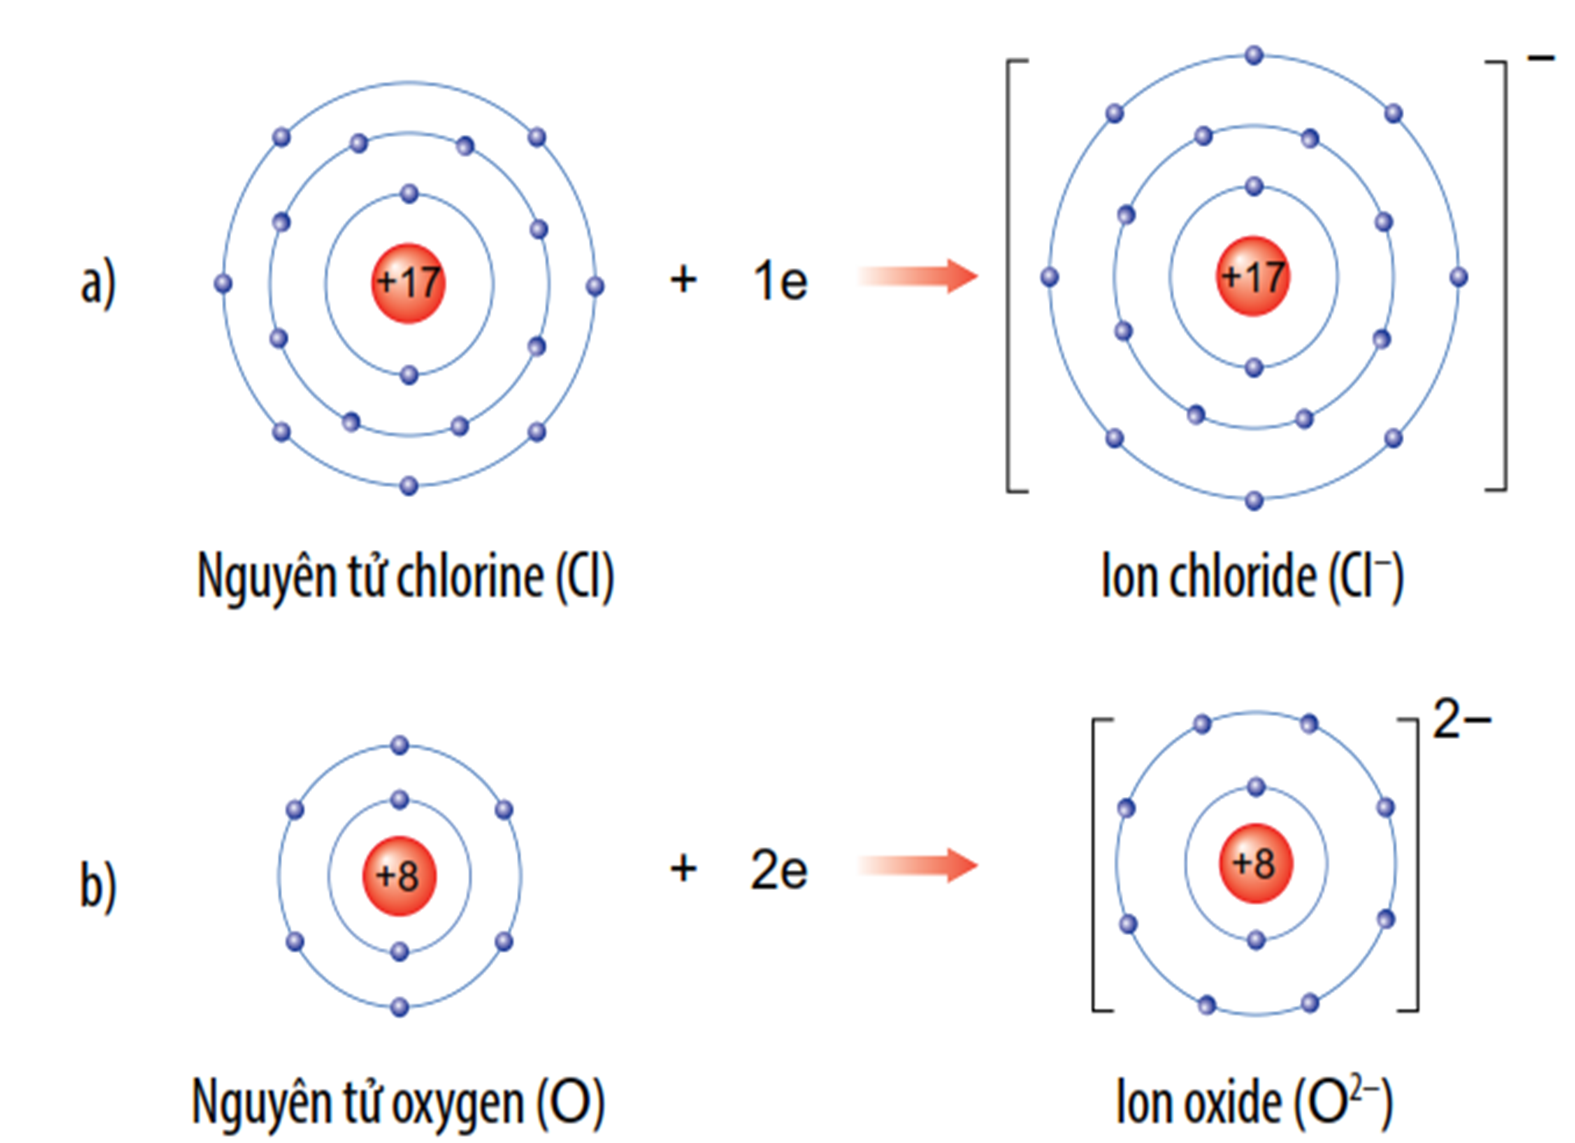 a) +17 + 1e +17 –
Nguyên tử chlorine (Cl) Ion chloride (Cl⁻)
b) +8 + 2e +8 2–
Nguyên tử oxygen (O) Ion oxide (O²⁻)